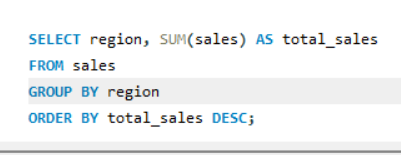 SELECT region, SUM(sales) AS total_sales
FROM sales
GROUP BY region
ORDER BY total_sales DESC;